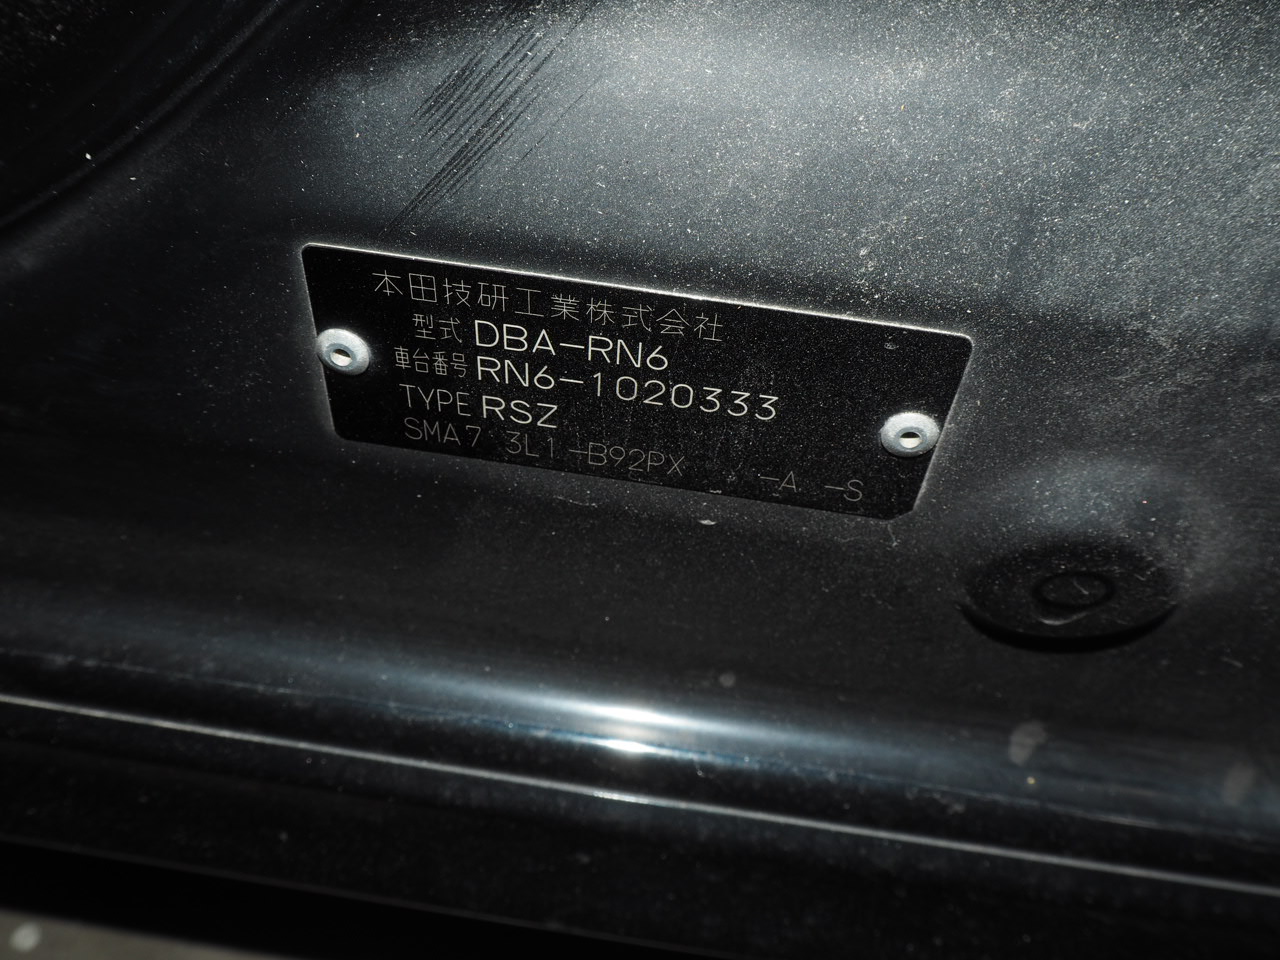 本田技研工業株式会社
型式 DBA-RN6
車台番号 RN6-1020333
TYPE RSZ
SMA7 3L1 -B92PX -A -S